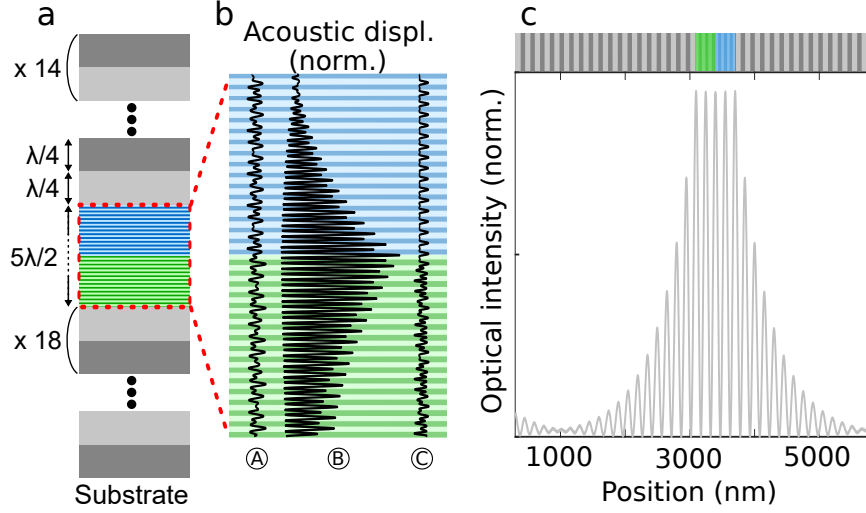 a
x 14
λ/4
λ/4
5λ/2
x 18
Substrate
b
Acoustic displ.
(norm.)
A
B
C
c
Optical intensity (norm.)
1000
3000
5000
Position (nm)